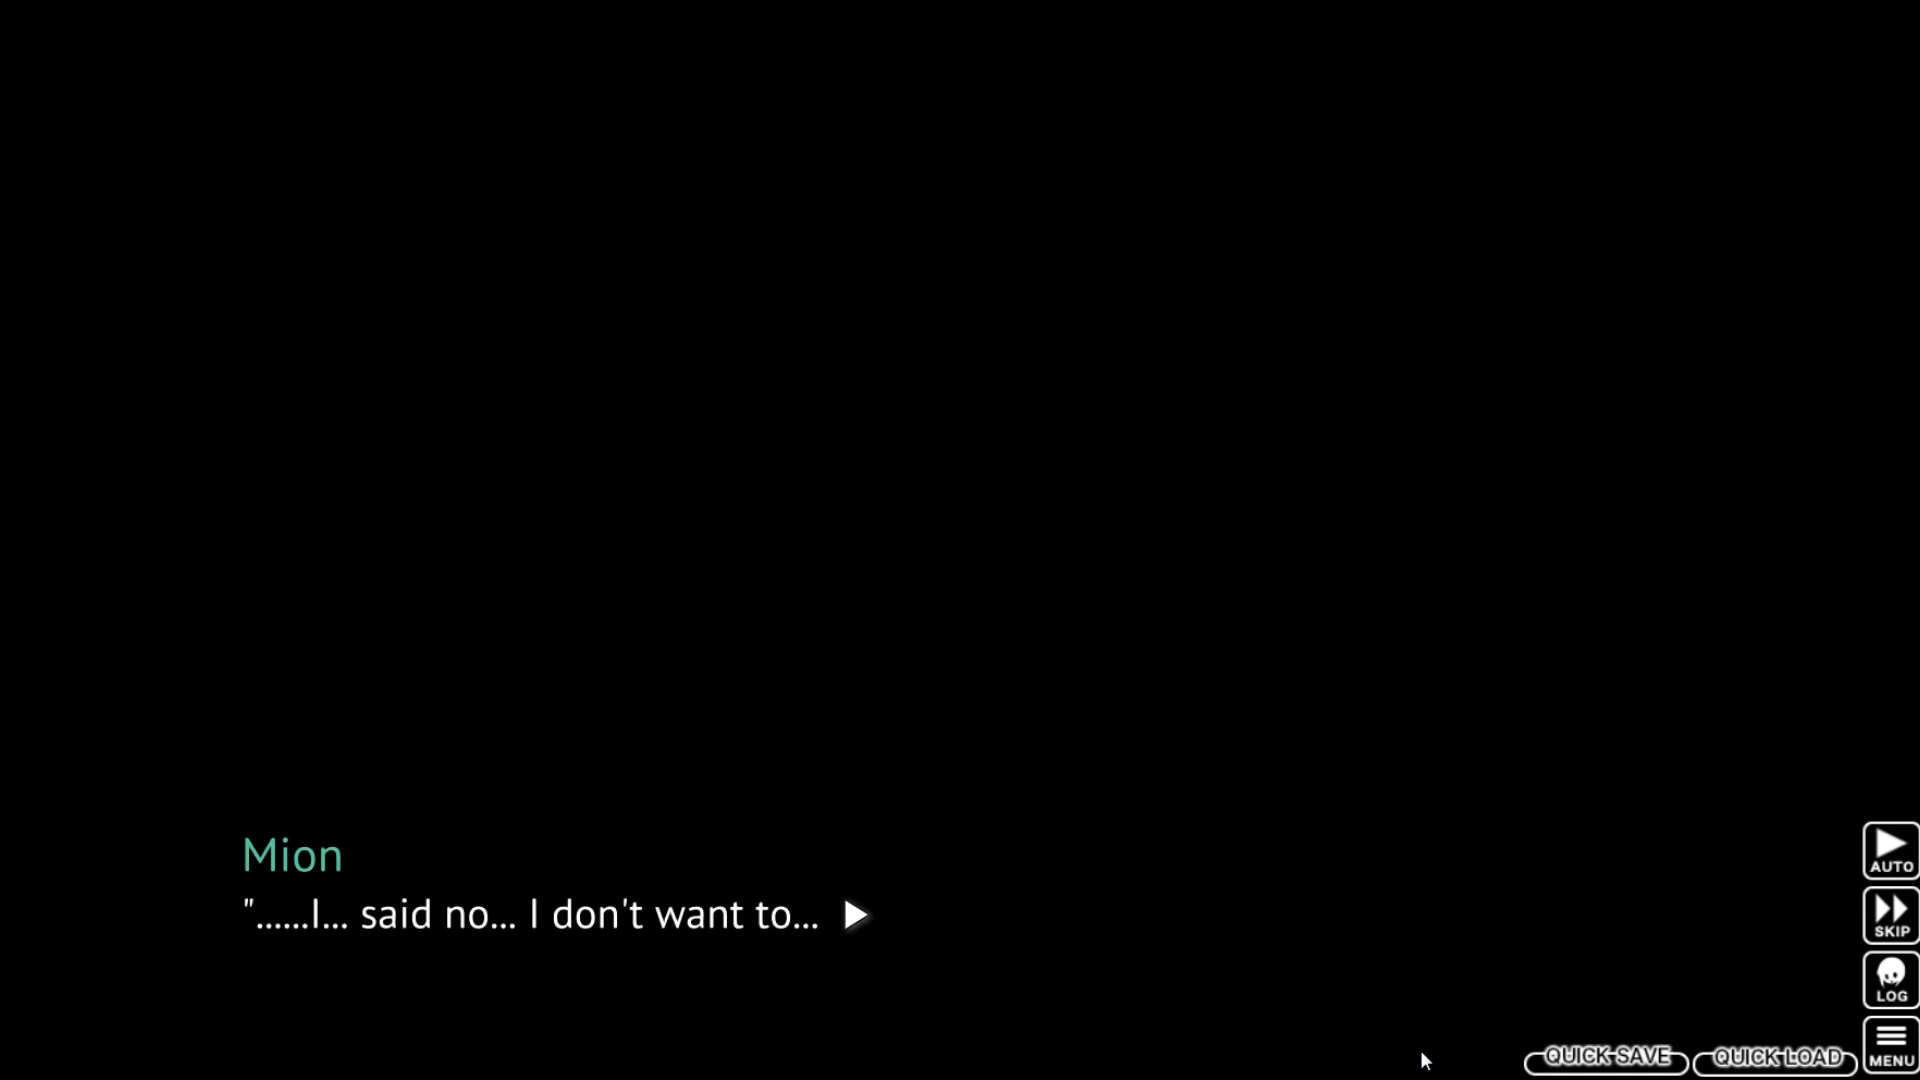 Mion
"......I... said no... I don't want to...
AUTO
SKIP
LOG
QUICK SAVE QUICK LOAD MENU